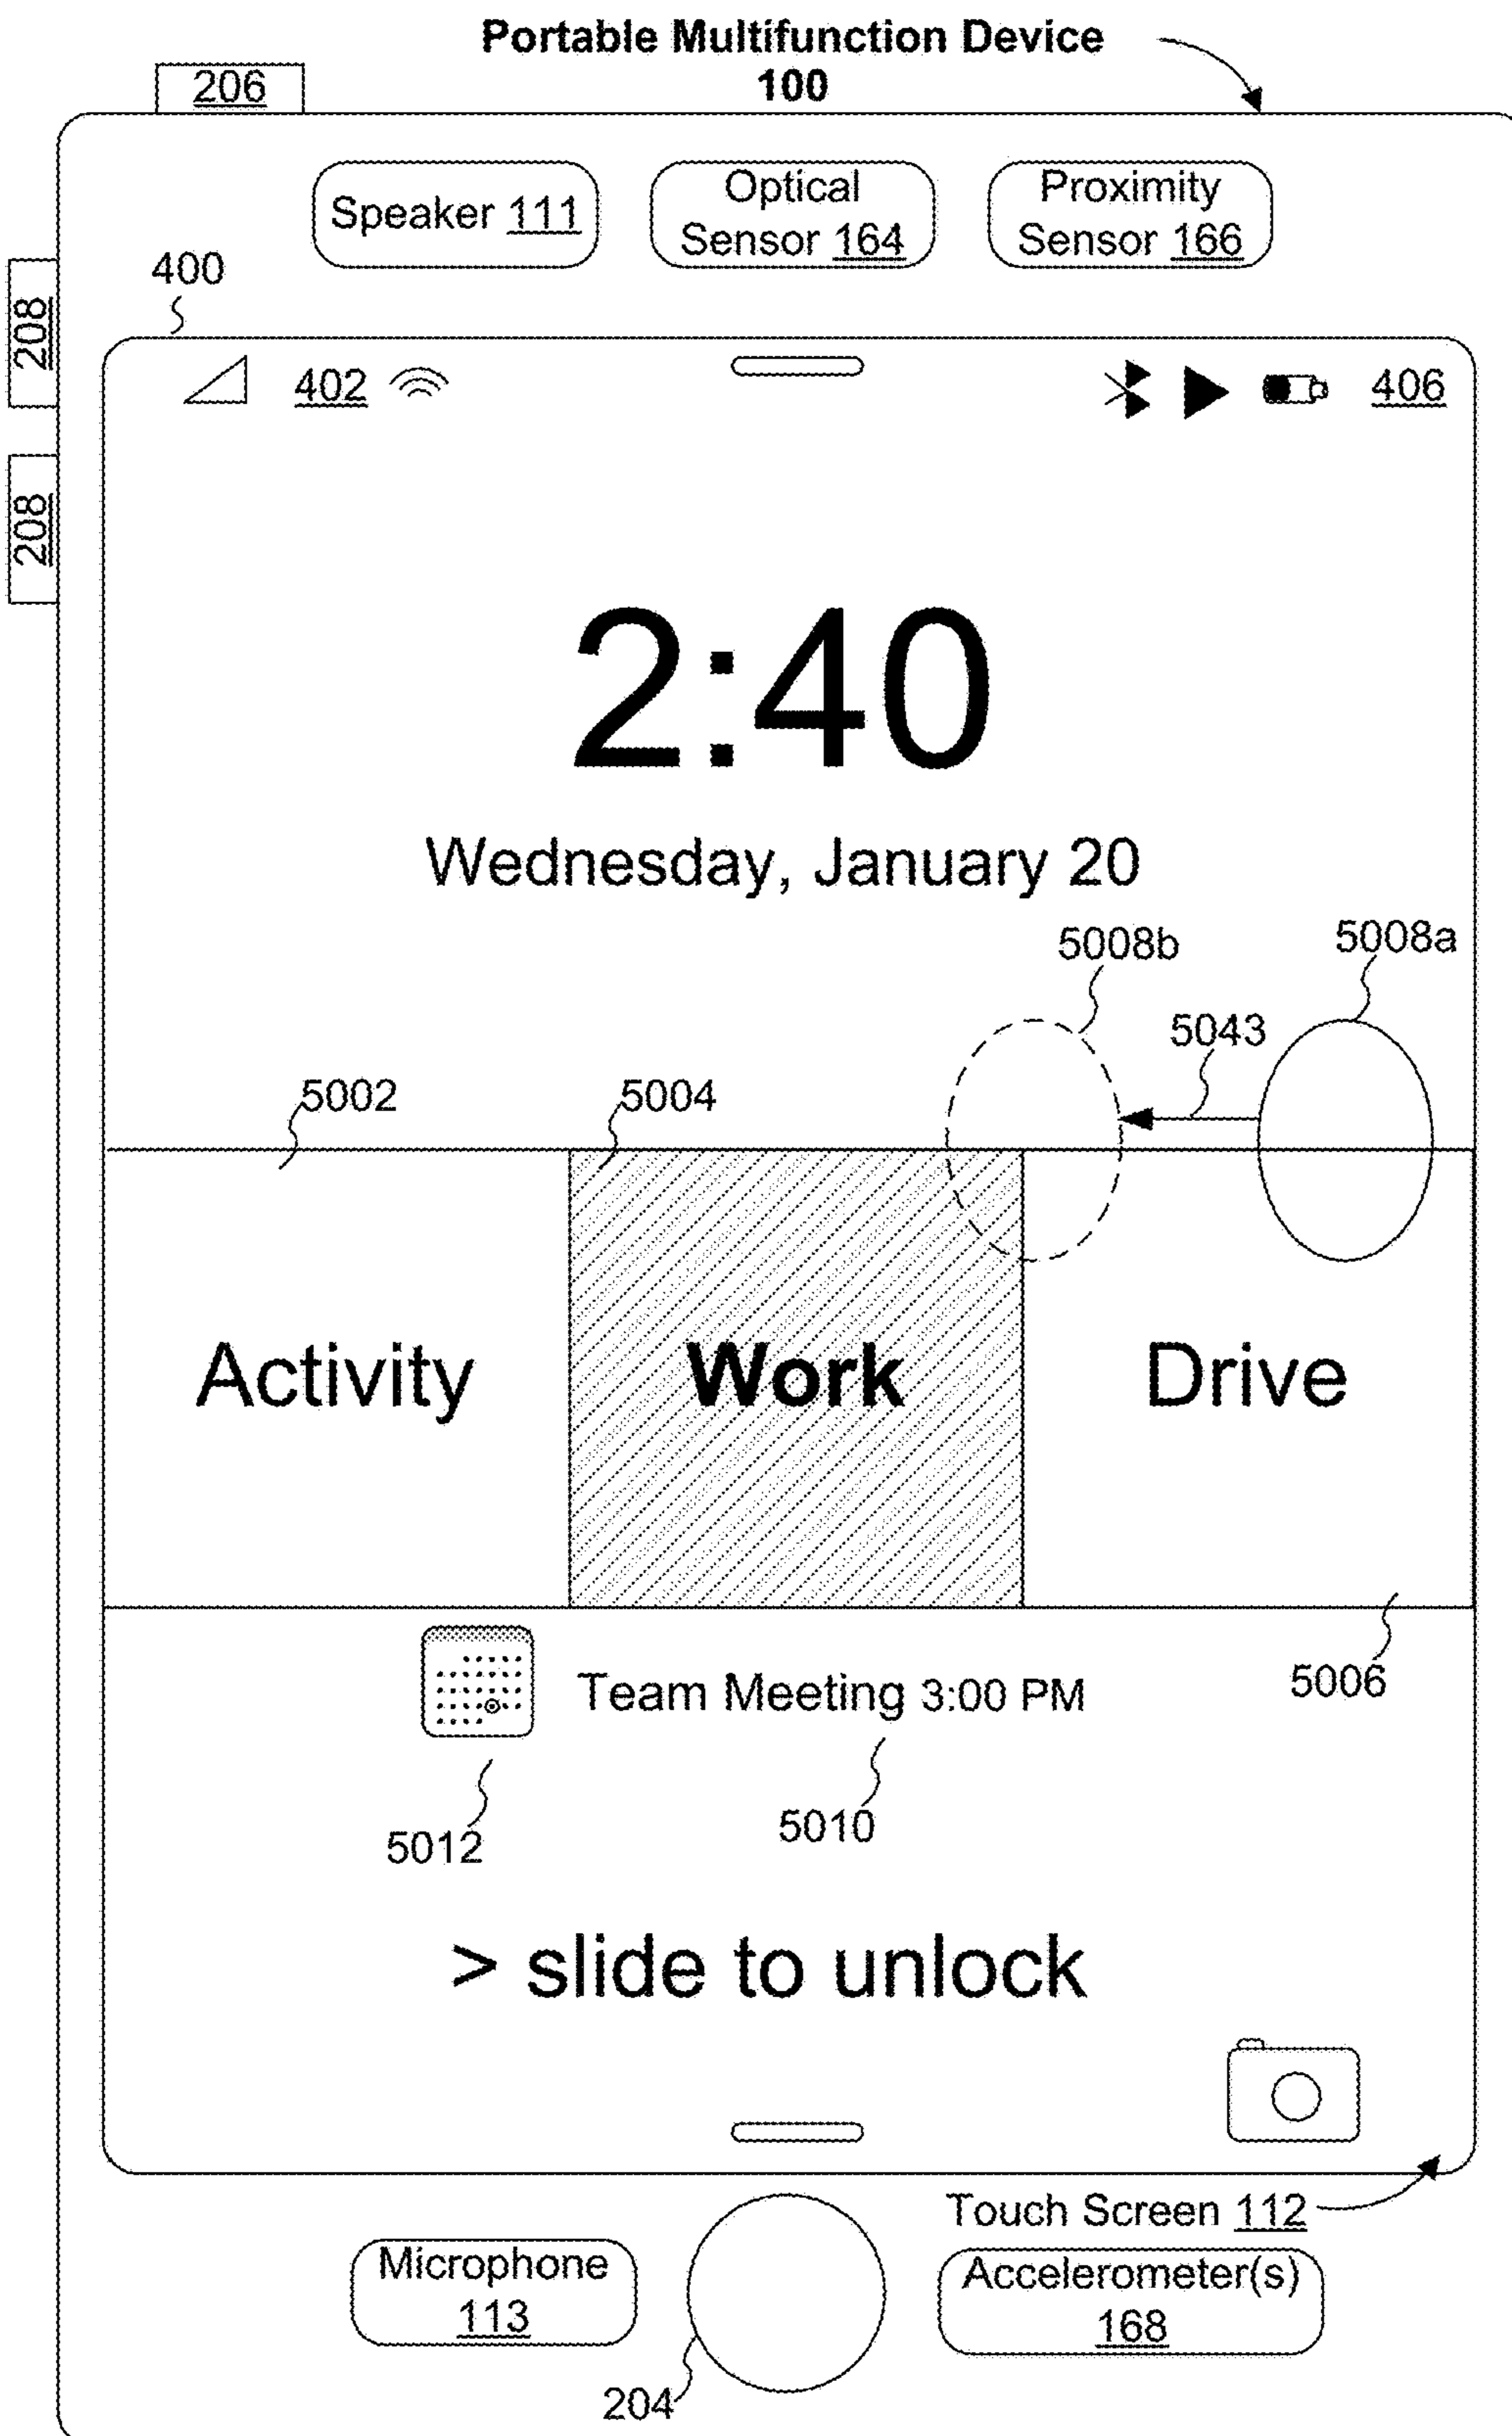 Portable Multifunction Device
100
206
Speaker 111
Optical
Sensor 164
Proximity
Sensor 166
400
208
402
406
208
2:40
Wednesday, January 20
5008b
5008a
5043
5002
5004
Activity
Work
Drive
5006
Team Meeting 3:00 PM
5012
5010
> slide to unlock
Touch Screen 112
Microphone
113
Accelerometer(s)
168
204